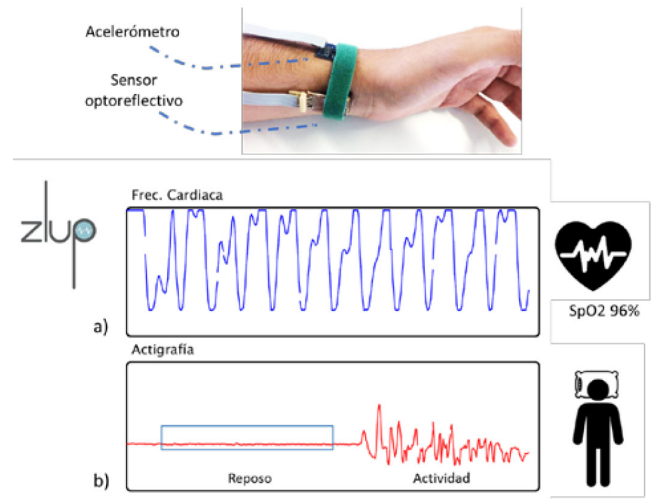 Acelerómetro
Sensor
optoreflectivo
zlup
Frec. Cardiaca
SpO2 96%
a)
Actigrafía
Reposo
Actividad
b)